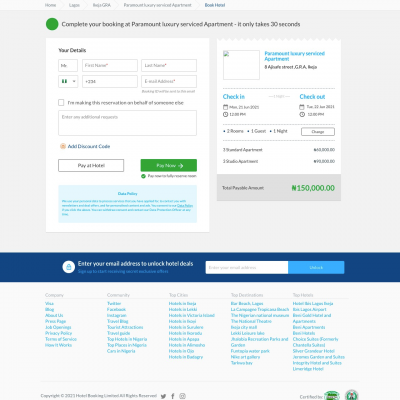 Home Lagos Ikeja GRA Paramount luxury serviced Apartment Book Hotel
Complete your booking at Paramount luxury serviced Apartment - it only takes 30 seconds
Your Details
Mr. First Name* Last Name*
+234 E-mail Address*
I'm making this reservation on behalf of someone else
Enter any additional requests
Add Discount Code
Pay at Hotel Pay Now
Pay now to fully reserve room
Data Policy
Paramount luxury serviced Apartment
8 Ajisafe street, GRA, Ikeja
Check in Check out
Mon, 21 Jun 2021 Tue, 22 Jun 2021
12:00 PM 12:00 PM
2 Rooms 1 Guest 1 Night Change
3 Standard Apartment ₦60,000.00
3 Studio Apartment ₦90,000.00
Total Payable Amount ₦150,000.00
Enter your email address to unlock hotel deals
Sign up to start receiving secret exclusive offers
Enter your email address UNLOCK
Company
Visa
Blog
About Us
Press Page
Job Openings
Privacy Policy
Terms of Service
How It Works
Community
Twitter
Facebook
Instagram
Travel Blog
Tourist Attractions
Travel guide
Top Hotels in Nigeria
Top Places in Nigeria
Cars in Nigeria
Top Cities
Hotels in Ikeja
Hotels in Lekki
Hotels in Victoria Island
Hotels in Ikoyi
Hotels in Surulere
Hotels in Yaba
Hotels in Ajah
Hotels in Alimosho
Hotels in Ojo
Hotels in Badagry
Top Destinations
Bar Beach, Lagos
La Campagne Tropicana Beach
The Nigerian national museum
The National Theatre
Ikeja city mall
Lekki Leisure lake
Jhalobia Recreation Parks and Garden
Funtopia water park
Nike art gallery
Tarkwa bay
Top Hotels
Hotel Ibis Lagos Ikeja
Ibis Lagos Airport
Beni Gold Hotel and Apartments
Beni Apartments
Beni Hotels
Choice Suites (Formerly Chantelle Suites)
Silver Grandeur Hotel
Jeremot Garden and Suites
Integrity Hotel and Suites
Limeridge Hotel
Copyright © 2021 Hotel Booking Limited All Rights Reserved
Certified by